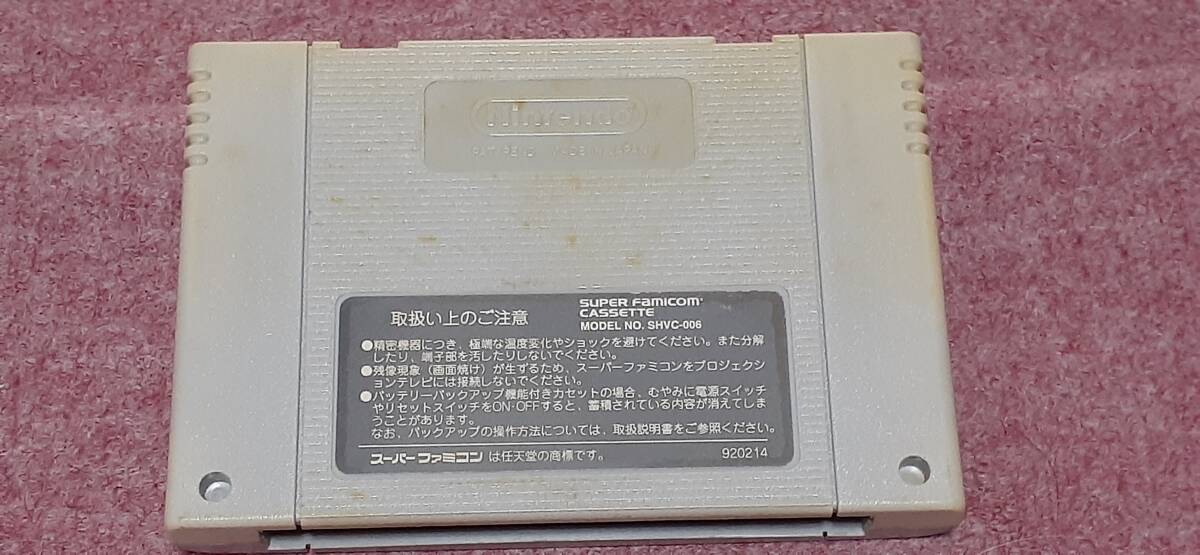 Nintendo
PAT. PEND. MADE IN JAPAN
取扱い上のご注意
SUPER FAMICOM
CASSETTE
MODEL NO. SHVC-006
●精密機器につき、極端な温度変化やショックを避けてください。また分解
したり、端子部を汚したりしないでください。
●残像現象（画面焼け）が生ずるため、スーパーファミコンをプロジェクシ
ョンテレビには接続しないでください。
●バッテリーバックアップ機能付きカセットの場合、むやみに電源スイッチ
やリセットスイッチをON・OFFすると、蓄積されている内容が消えてしま
うことがあります。
なお、バックアップの操作方法については、取扱説明書をご参照ください。
スーパーファミコンは任天堂の商標です。
920214